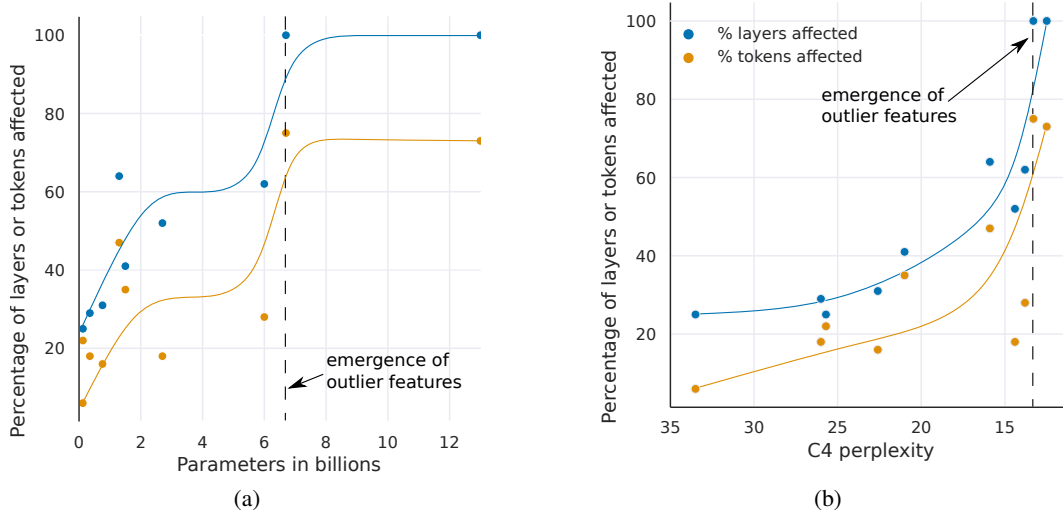 Percentage of layers or tokens affected
100
80
60
40
20
0
2
4
6
8
10
12
Parameters in billions
emergence of
outlier features
(a)
Percentage of layers or tokens affected
100
80
60
40
20
35
30
25
20
15
C4 perplexity
% layers affected
% tokens affected
emergence of
outlier features
(b)